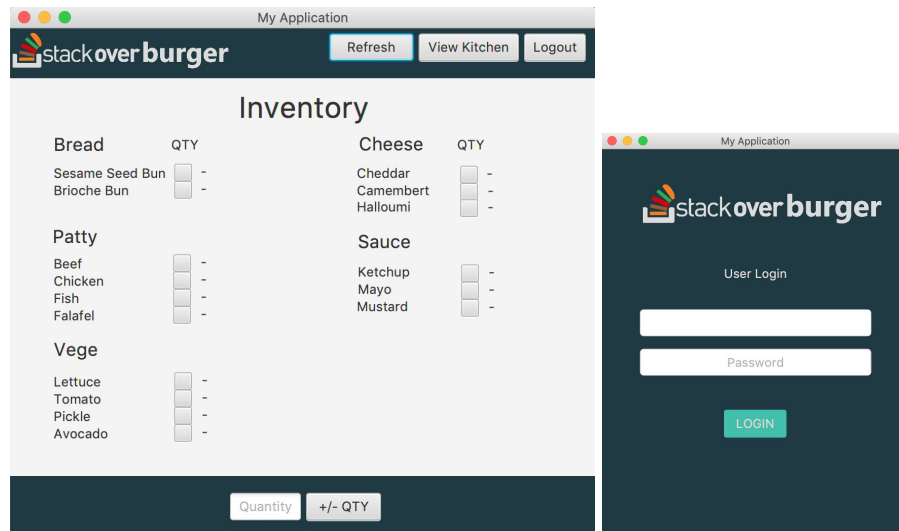 My Application
stackoverburger
Refresh View Kitchen Logout
Inventory
Bread QTY
Sesame Seed Bun -
Brioche Bun -
Patty
Beef -
Chicken -
Fish -
Falafel -
Vege
Lettuce -
Tomato -
Pickle -
Avocado -
Cheese QTY
Cheddar -
Camembert -
Halloumi -
Sauce
Ketchup -
Mayo -
Mustard -
Quantity +/- QTY
My Application
stackoverburger
User Login
Password
LOGIN